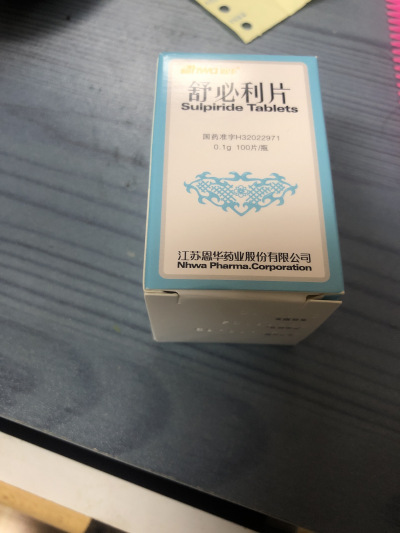 舒必利片
Sulpiride Tablets
国药准字H32022971
0.1g 100片/瓶
江苏恩华药业股份有限公司
Nhwa Pharma.Corporation